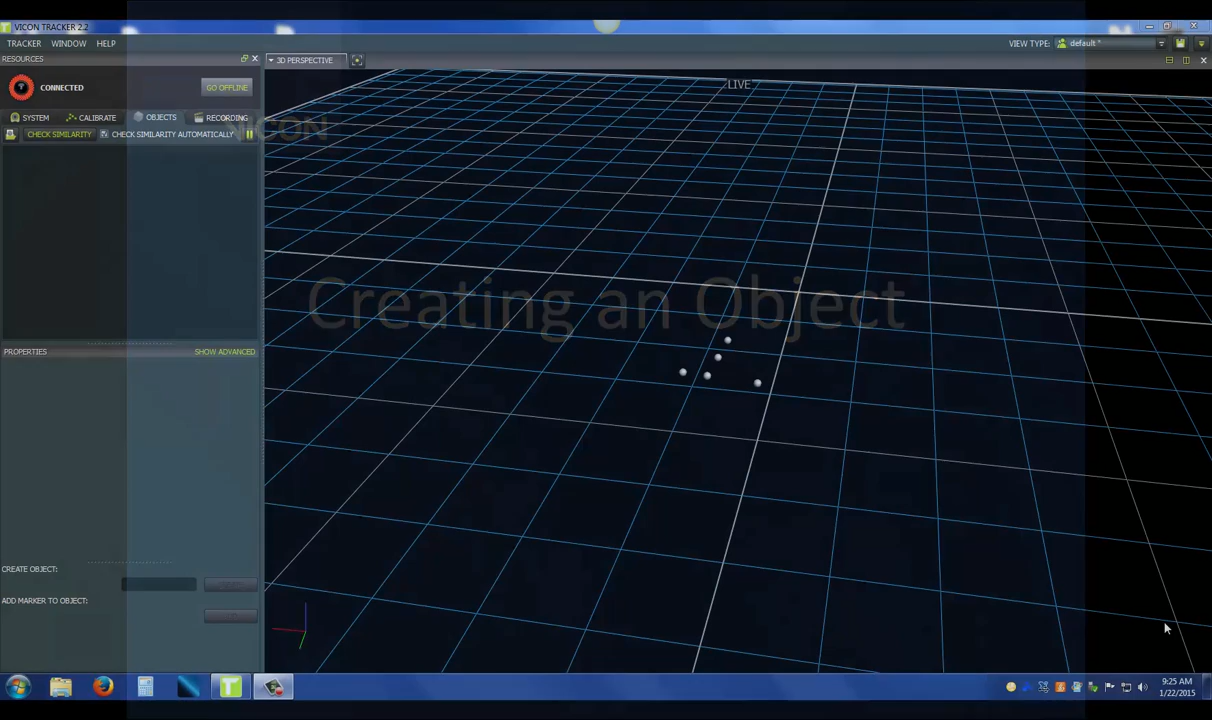 VICON TRACKER 2.2
TRACKER WINDOW HELP
VIEW TYPE: default *
RESOURCES
3D PERSPECTIVE
CONNECTED
GO OFFLINE
LIVE
SYSTEM CALIBRATE OBJECTS RECORDING
VICON
CHECK SIMILARITY CHECK SIMILARITY AUTOMATICALLY
Creating an Object
PROPERTIES
SHOW ADVANCED
CREATE OBJECT:
ADD MARKER TO OBJECT:
9:25 AM
1/22/2015